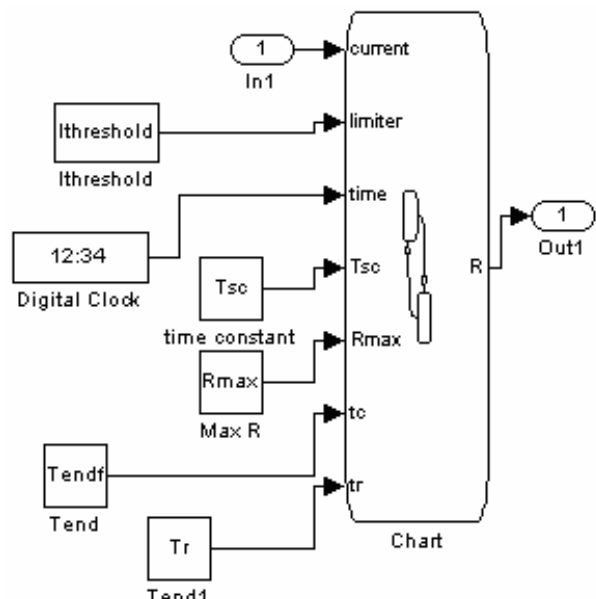 1
current
In1
Ithreshold
limiter
Ithreshold
time
12:34
Digital Clock
Tsc
Tsc
time constant
R
1
Out1
Rmax
Rmax
Max R
tc
Tendf
Tend
tr
Tr
Tend1
Chart